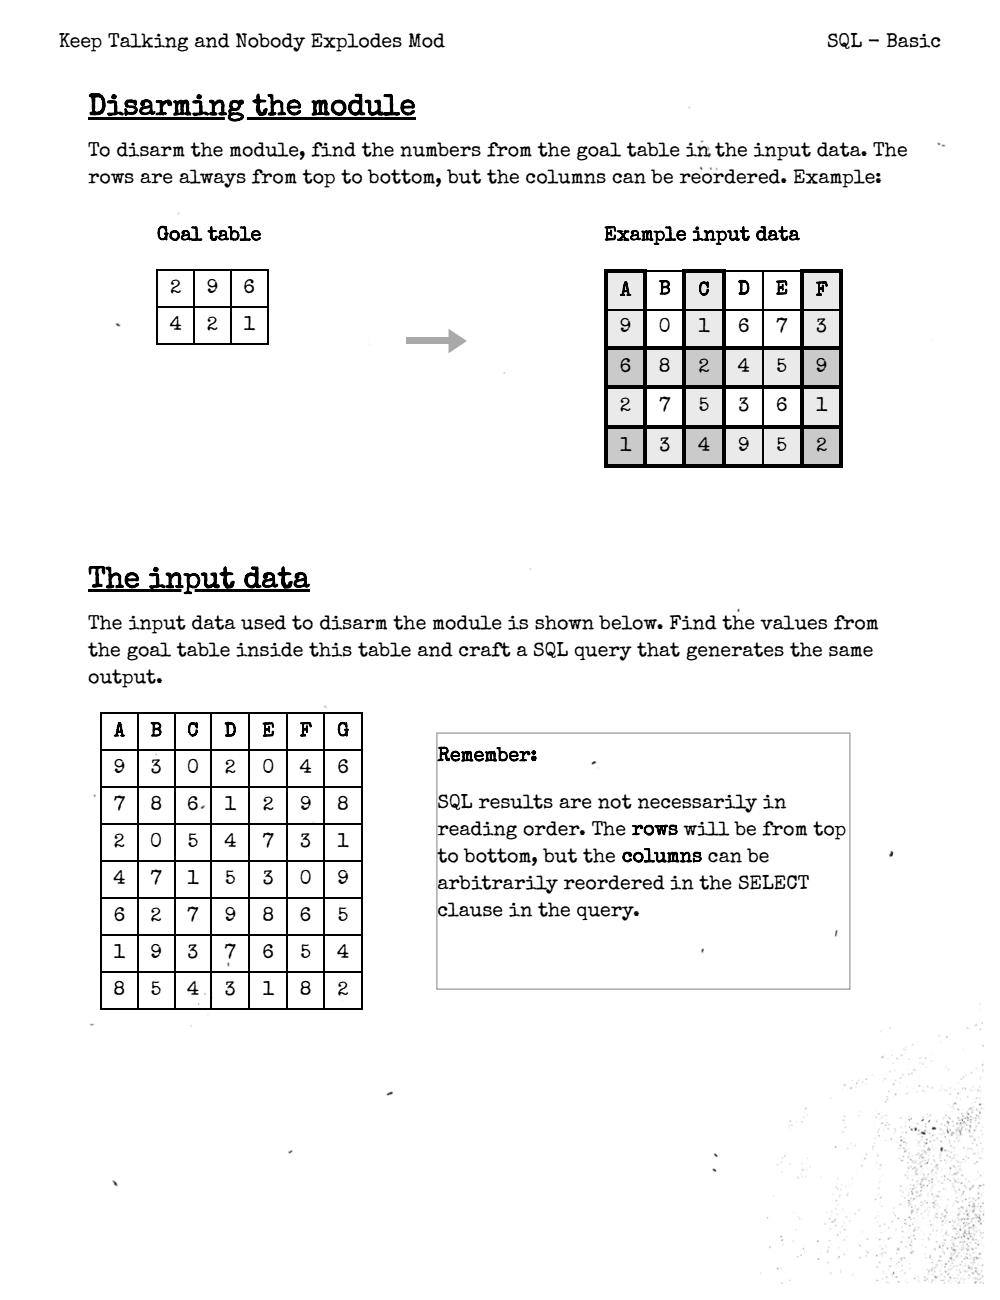 Keep Talking and Nobody Explodes Mod
SQL - Basic
Disarming the module
To disarm the module, find the numbers from the goal table in the input data. The
rows are always from top to bottom, but the columns can be reordered. Example:
Goal table
2 9 6
4 2 1
Example input data
A B C D E F
9 0 1 6 7 3
6 8 2 4 5 9
2 7 5 3 6 1
1 3 4 9 5 2
The input data
The input data used to disarm the module is shown below. Find the values from
the goal table inside this table and craft a SQL query that generates the same
output.
A B C D E F G
9 3 0 2 0 4 6
7 8 6 1 2 9 8
2 0 5 4 7 3 1
4 7 1 5 3 0 9
6 2 7 9 8 6 5
1 9 3 7 6 5 4
8 5 4 3 1 8 2
Remember:
SQL results are not necessarily in
reading order. The rows will be from top
to bottom, but the columns can be
arbitrarily reordered in the SELECT
clause in the query.